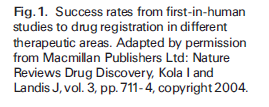 Fig. 1. Success rates from first-in-human
studies to drug registration in different
therapeutic areas. Adapted by permission
from Macmillan Publishers Ltd: Nature
Reviews Drug Discovery, Kola I and
Landis J, vol. 3, pp. 711-4, copyright 2004.